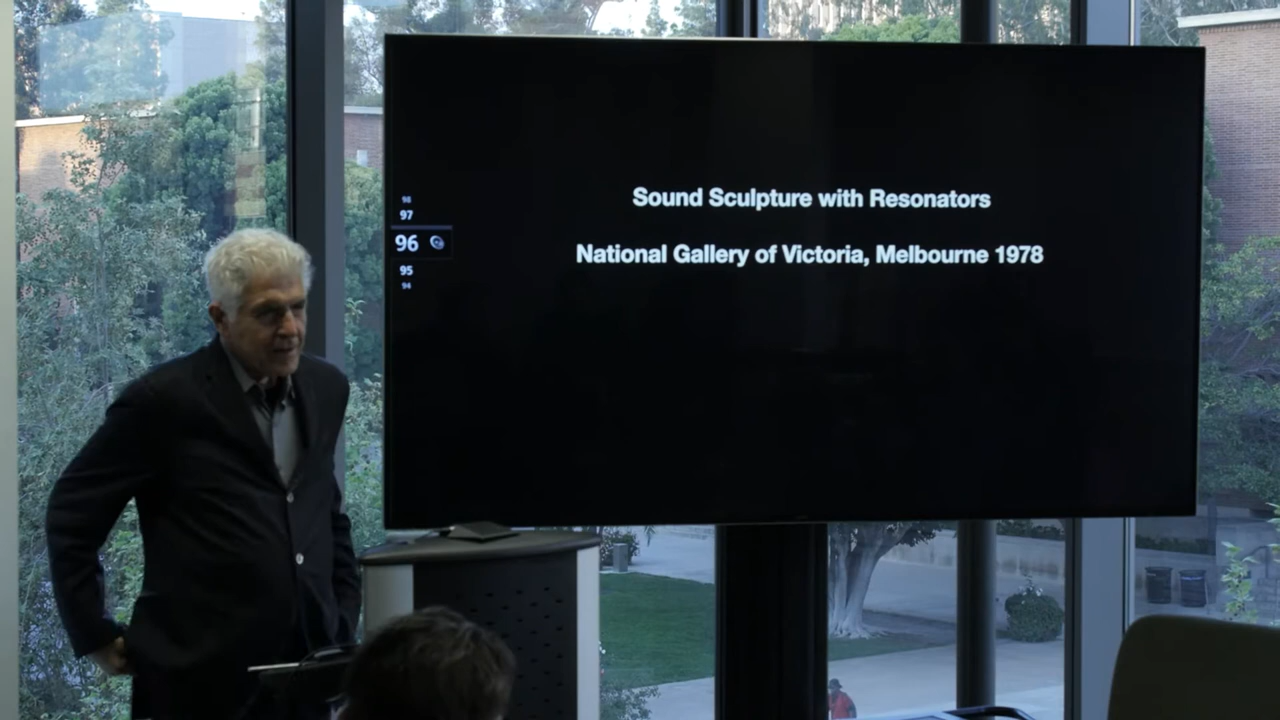 Sound Sculpture with Resonators
National Gallery of Victoria, Melbourne 1978
98
97
96
95
94